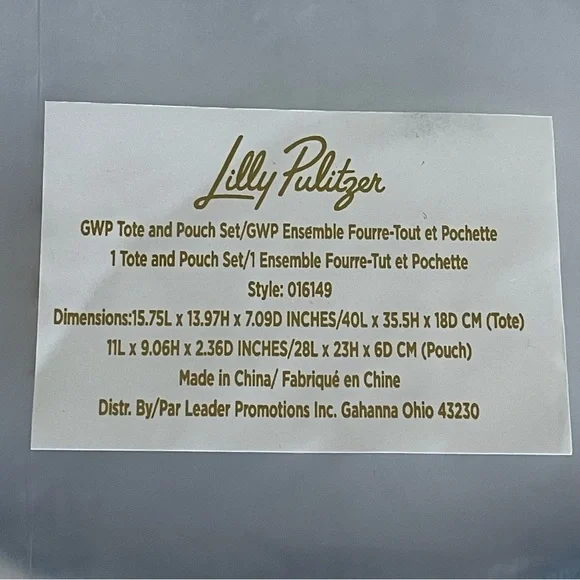 Lilly Pulitzer
GWP Tote and Pouch Set/GWP Ensemble Fourre-Tout et Pochette
1 Tote and Pouch Set/1 Ensemble Fourre-Tut et Pochette
Style: 016149
Dimensions:15.75L x 13.97H x 7.09D INCHES/40L x 35.5H x 18D CM (Tote)
11L x 9.06H x 2.36D INCHES/28L x 23H x 6D CM (Pouch)
Made in China/ Fabriqué en Chine
Distr. By/Par Leader Promotions Inc. Gahanna Ohio 43230